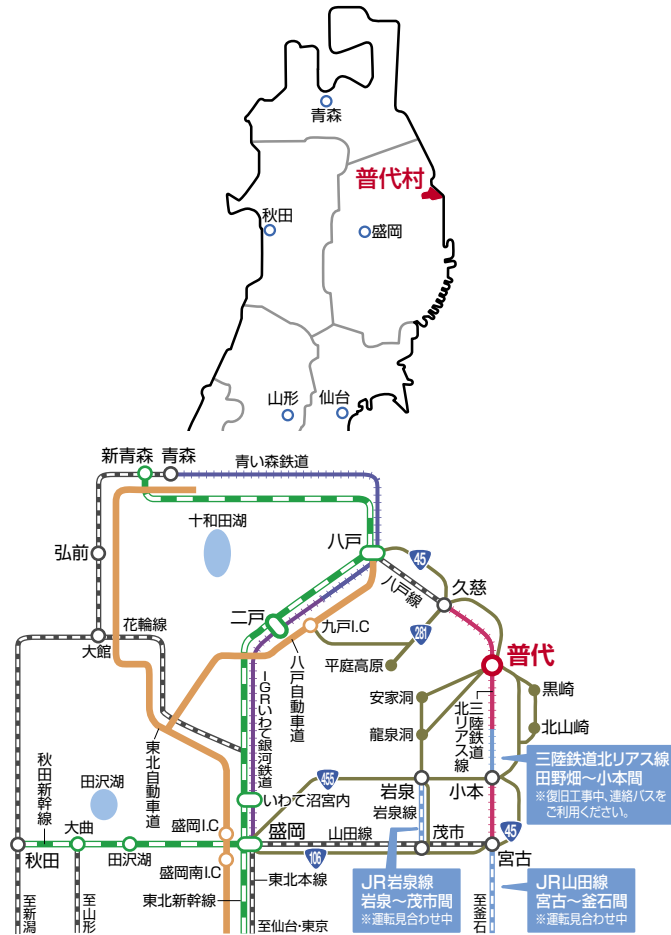 青森
普代村
秋田
盛岡
山形
仙台
新青森
青森
青い森鉄道
十和田湖
八戸
45
弘前
八戸線
久慈
二戸
九戸I.C
281
花輪線
大館
平庭高原
普代
八戸自動車道
IGRいわて銀河鉄道
安家洞
黒崎
三陸鉄道
北リアス線
龍泉洞
北山崎
東北自動車道
秋田新幹線
田沢湖
455
岩泉
小本
三陸鉄道北リアス線
田野畑～小本間
※復旧工事中、連絡バスを
ご利用ください。
いわて沼宮内
岩泉線
盛岡I.C
大曲
盛岡
山田線
茂市
45
秋田
田沢湖
盛岡南I.C
106
宮古
JR岩泉線
岩泉～茂市間
※運転見合わせ中
JR山田線
宮古～釜石間
※運転見合わせ中
至新潟
至山形
東北新幹線
東北本線
至仙台・東京
至釜石